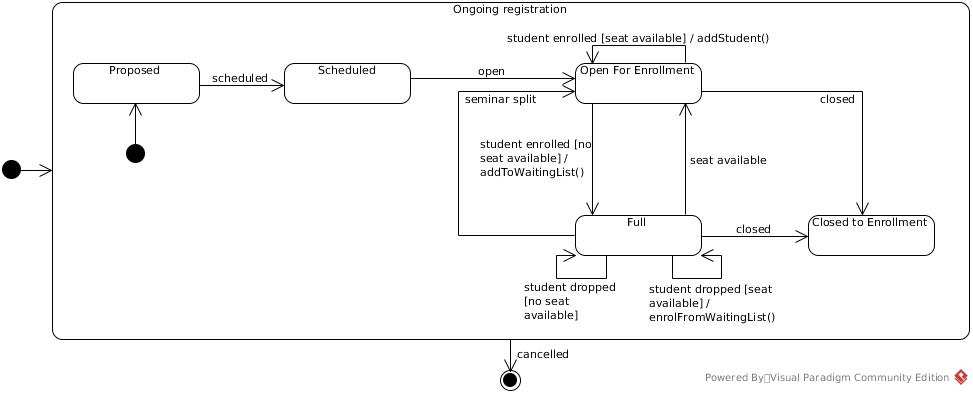 Ongoing registration
student enrolled [seat available] / addStudent()
Proposed
scheduled
Scheduled
open
Open For Enrollment
seminar split
closed
student enrolled [no
seat available] /
addToWaitingList()
seat available
Full
closed
Closed to Enrollment
student dropped
[no seat
available]
student dropped [seat
available] /
enrolFromWaitingList()
cancelled
Powered By Visual Paradigm Community Edition